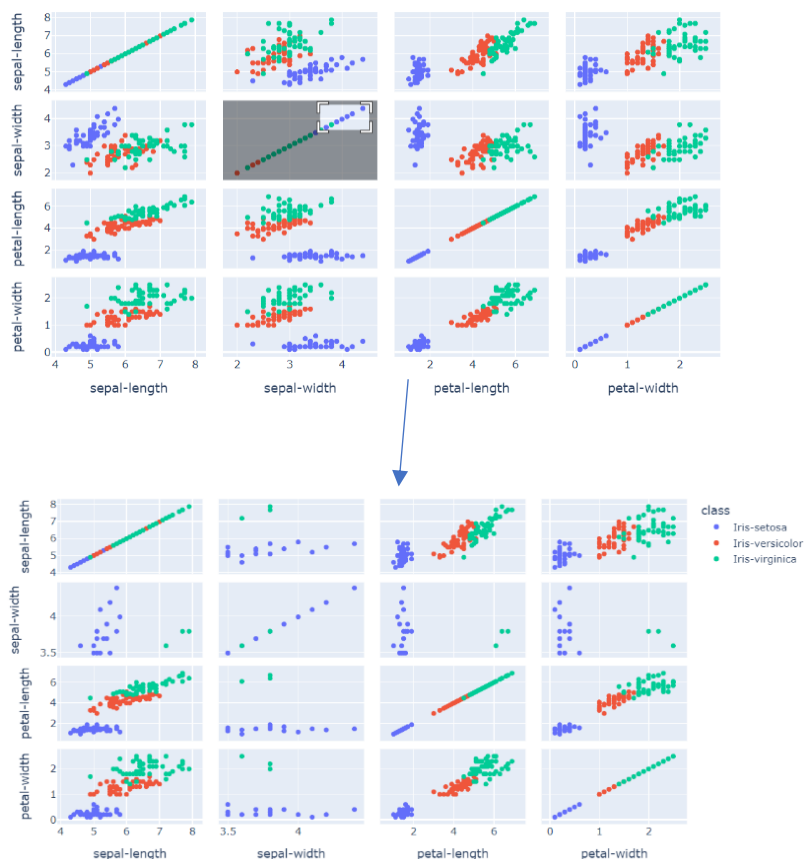 sepal-length
8
7
6
5
4
sepal-width
4
3
2
petal-length
6
4
2
petal-width
2
1
0
4 5 6 7 8
2 3 4
2 4 6
0 1 2
sepal-length sepal-width petal-length petal-width
sepal-length
8
7
6
5
4
class
Iris-setosa
Iris-versicolor
Iris-virginica
sepal-width
4
3.5
petal-length
6
4
2
petal-width
2
1
0
4 5 6 7 8
3.5 4
2 4 6
0 1 2
sepal-length sepal-width petal-length petal-width